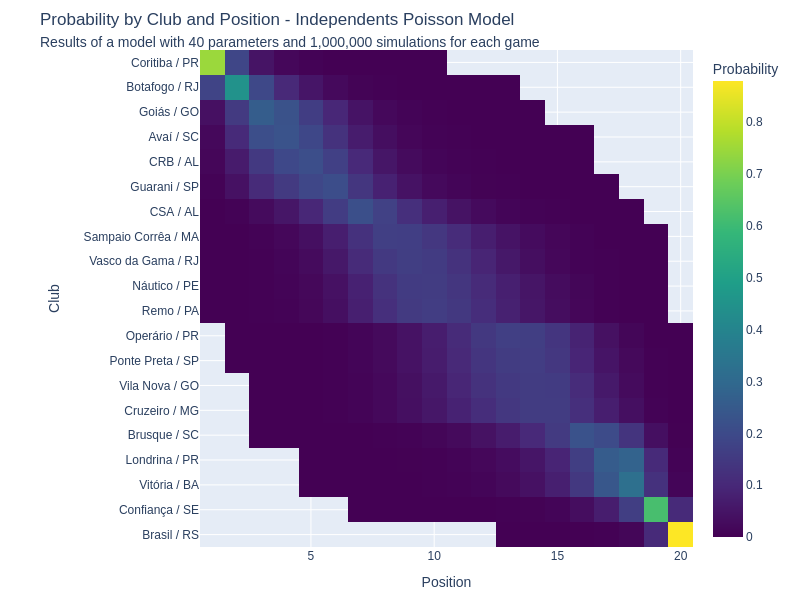 Probability by Club and Position - Independents Poisson Model
Results of a model with 40 parameters and 1,000,000 simulations for each game
Probability
Club
Coritiba / PR
Botafogo / RJ
Goiás / GO
Avaí / SC
CRB / AL
Guarani / SP
CSA / AL
Sampaio Corrêa / MA
Vasco da Gama / RJ
Náutico / PE
Remo / PA
Operário / PR
Ponte Preta / SP
Vila Nova / GO
Cruzeiro / MG
Brusque / SC
Londrina / PR
Vitória / BA
Confiança / SE
Brasil / RS
5 10 15 20
Position
0.8
0.7
0.6
0.5
0.4
0.3
0.2
0.1
0